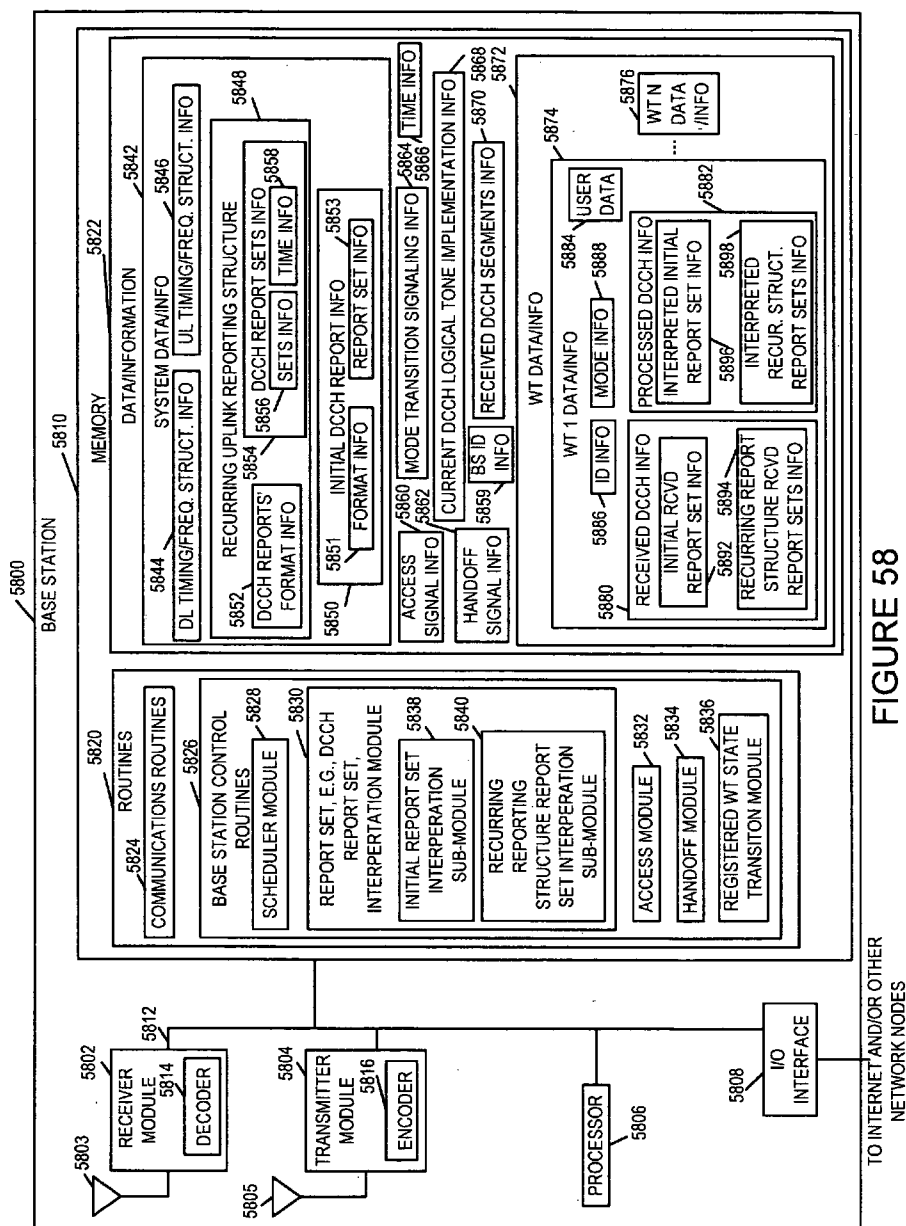 5800
BASE STATION
5803
5802
RECEIVER
MODULE
5814
DECODER
5812
5805
5804
TRANSMITTER
MODULE
5816
ENCODER
PROCESSOR
5806
5808
I/O
INTERFACE
TO INTERNET AND/OR OTHER
NETWORK NODES
5810
MEMORY
5820
ROUTINES
5824
COMMUNICATIONS ROUTINES
5826
BASE STATION CONTROL
ROUTINES
5828
SCHEDULER MODULE
5830
REPORT SET, E.G., DCCH
REPORT SET,
INTERPERTATION MODULE
5838
INITIAL REPORT SET
INTERPERATION
SUB-MODULE
5840
RECURRING
REPORTING
STRUCTURE REPORT
SET INTERPERATION
SUB-MODULE
5832
ACCESS MODULE
5834
HANDOFF MODULE
5836
REGISTERED WT STATE
TRANSITON MODULE
5822
DATA/INFORMATION
5842
SYSTEM DATA/INFO
5844
DL TIMING/FREQ. STRUCT. INFO
5846
UL TIMING/FREQ. STRUCT. INFO
5848
RECURRING UPLINK REPORTING STRUCTURE
5852
DCCH REPORTS'
FORMAT INFO
5854
DCCH REPORT SETS INFO
5856
SETS INFO
5858
TIME INFO
5850
INITIAL DCCH REPORT INFO
5851
FORMAT INFO
5853
REPORT SET INFO
5860
ACCESS
SIGNAL INFO
5862
HANDOFF
SIGNAL INFO
5864
MODE TRANSITION SIGNALING INFO
5866
TIME INFO
5868
CURRENT DCCH LOGICAL TONE IMPLEMENTATION INFO
5859
BS ID
INFO
5870
RECEIVED DCCH SEGMENTS INFO
5872
WT DATA/INFO
5874
WT 1 DATA/INFO
5884
USER
DATA
5886
ID INFO
5888
MODE INFO
5880
RECEIVED DCCH INFO
5892
INITIAL RCVD
REPORT SET INFO
5894
RECURRING REPORT
STRUCTURE RCVD
REPORT SETS INFO
5882
PROCESSED DCCH INFO
5896
INTERPRETED INITIAL
REPORT SET INFO
5898
INTERPRETED
RECUR. STRUCT.
REPORT SETS INFO
...
5876
WT N
DATA
'/INFO
FIGURE 58